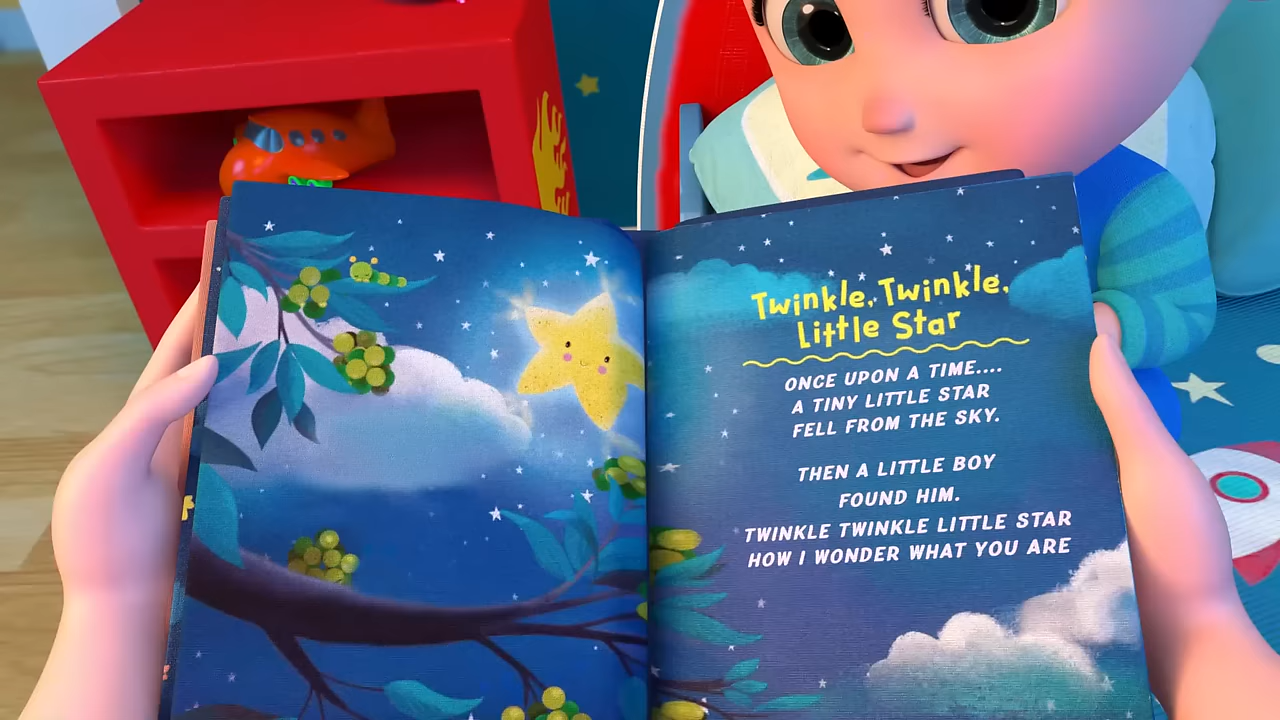 Twinkle, Twinkle,
Little Star
ONCE UPON A TIME....
A TINY LITTLE STAR
FELL FROM THE SKY.
THEN A LITTLE BOY
FOUND HIM.
TWINKLE TWINKLE LITTLE STAR
HOW I WONDER WHAT YOU ARE